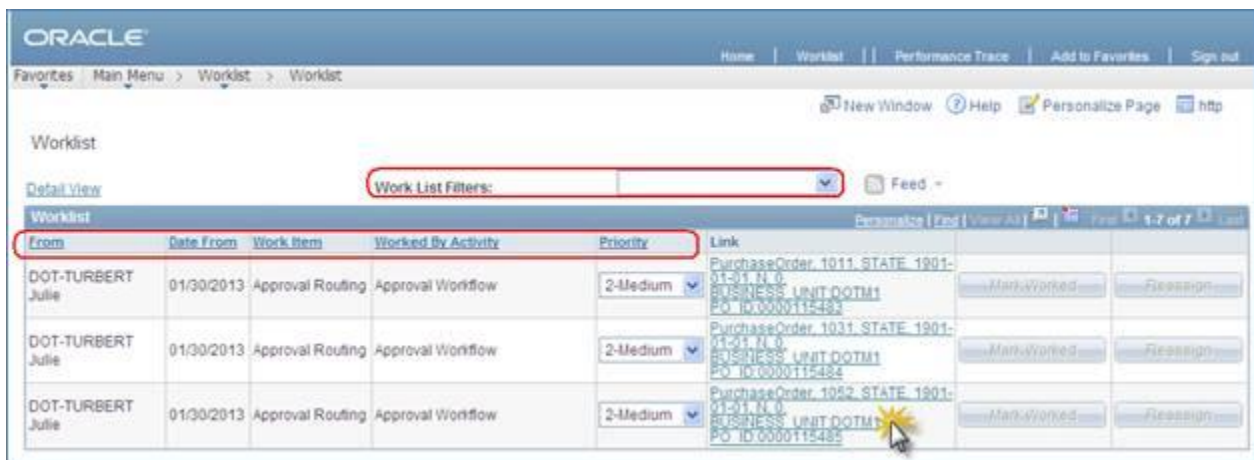 ORACLE
Home | Worklist | | Performance Trace | Add to Favorites | Sign out
Favorites Main Menu > Worklist > Worklist
New Window Help Personalize Page http
Worklist
Detail View Work List Filters: Feed
Worklist Personalize | Find | View All | | First 1-7 of 7 Last
From Date From Work Item Worked By Activity Priority Link
DOT-TURBERT Julie 01/30/2013 Approval Routing Approval Workflow 2-Medium PurchaseOrder, 1011, STATE, 1901-
01-01, N, 0,
BUSINESS_UNIT:DOTM1
PO_ID:0000115483
Mark Worked Reassign
DOT-TURBERT Julie 01/30/2013 Approval Routing Approval Workflow 2-Medium PurchaseOrder, 1031, STATE, 1901-
01-01, N, 0,
BUSINESS_UNIT:DOTM1
PO_ID:0000115484
Mark Worked Reassign
DOT-TURBERT Julie 01/30/2013 Approval Routing Approval Workflow 2-Medium PurchaseOrder, 1052, STATE, 1901-
01-01, N, 0,
BUSINESS_UNIT:DOTM1
PO_ID:0000115485
Mark Worked Reassign